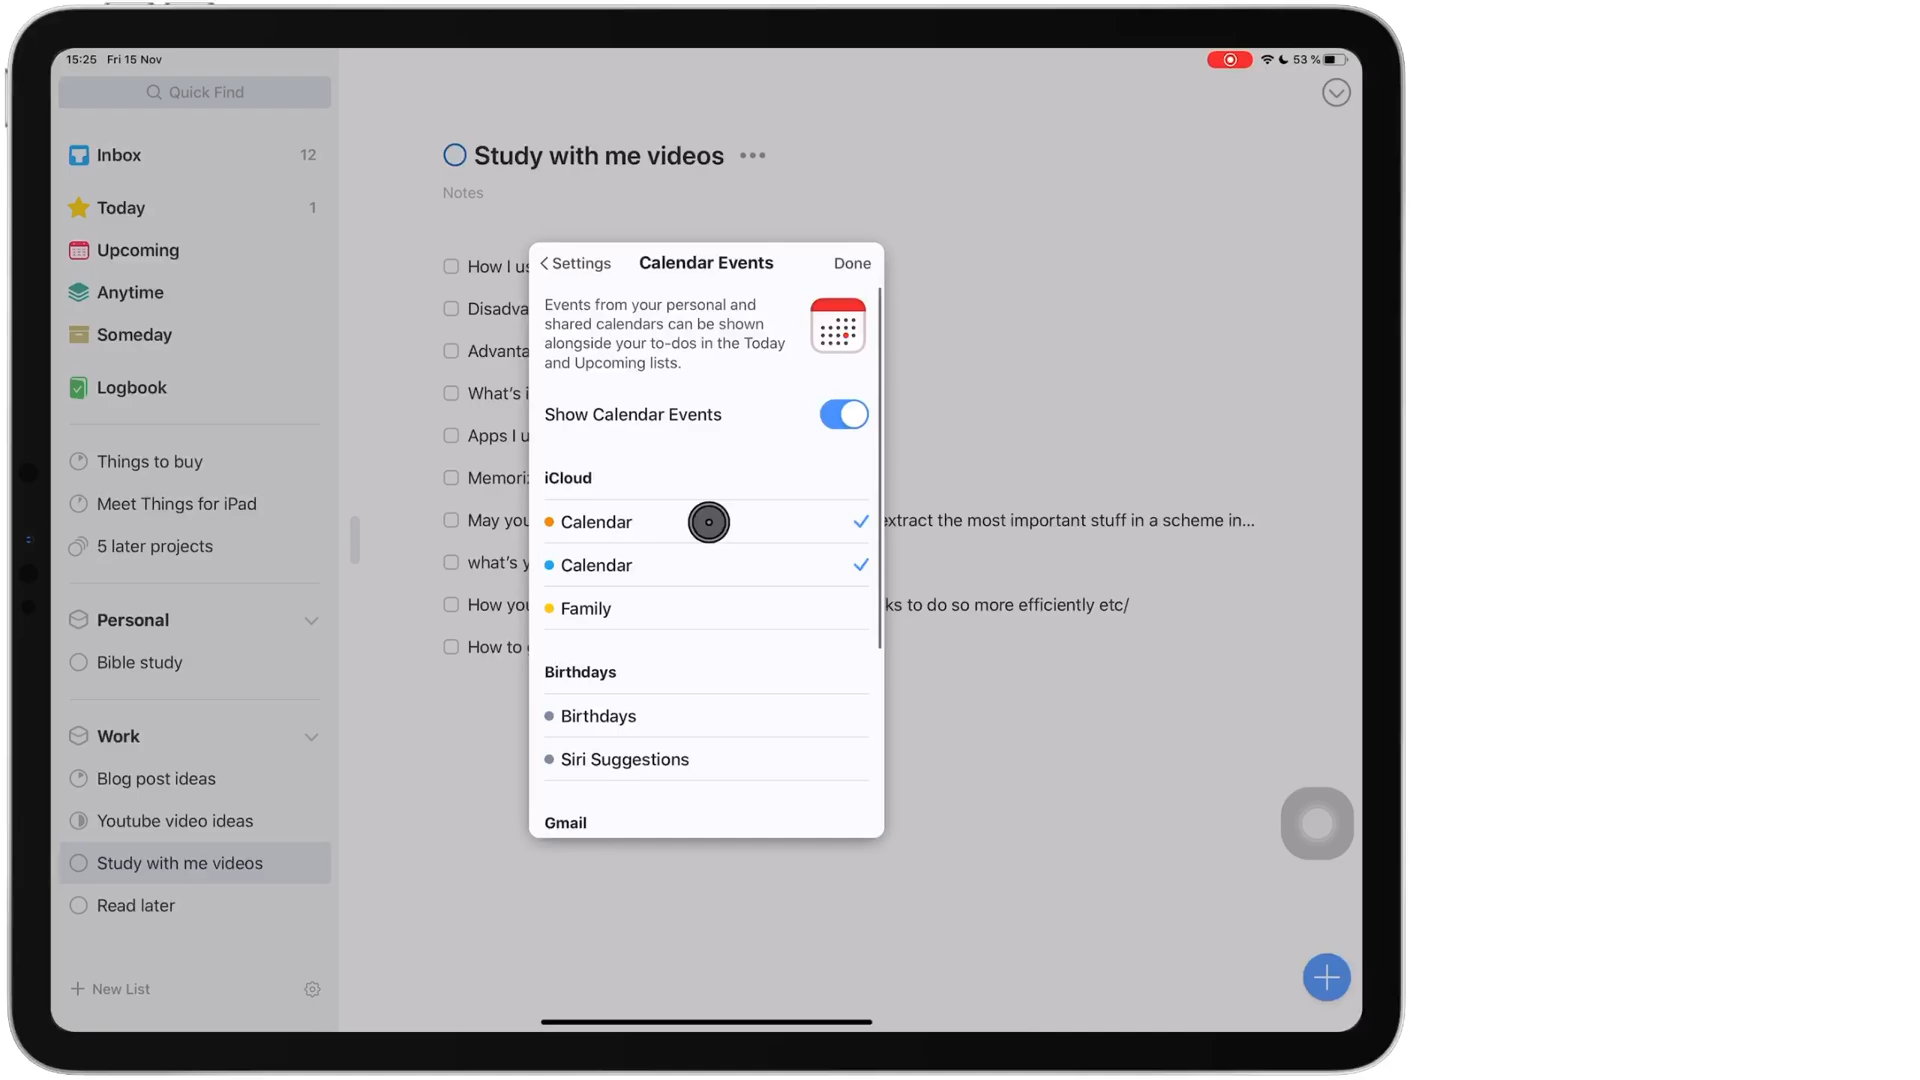 15:25 Fri 15 Nov
53 %
Quick Find
Inbox 12
Today 1
Upcoming
Anytime
Someday
Logbook
Things to buy
Meet Things for iPad
5 later projects
Personal
Bible study
Work
Blog post ideas
Youtube video ideas
Study with me videos
Read later
New List
Study with me videos
Notes
How I us
Disadva
Advanta
What's i
Apps I u
Memori
May you extract the most important stuff in a scheme in...
what's y
How you ks to do so more efficiently etc/
How to
Settings
Calendar Events
Done
Events from your personal and
shared calendars can be shown
alongside your to-dos in the Today
and Upcoming lists.
Show Calendar Events
iCloud
Calendar
Calendar
Family
Birthdays
Birthdays
Siri Suggestions
Gmail